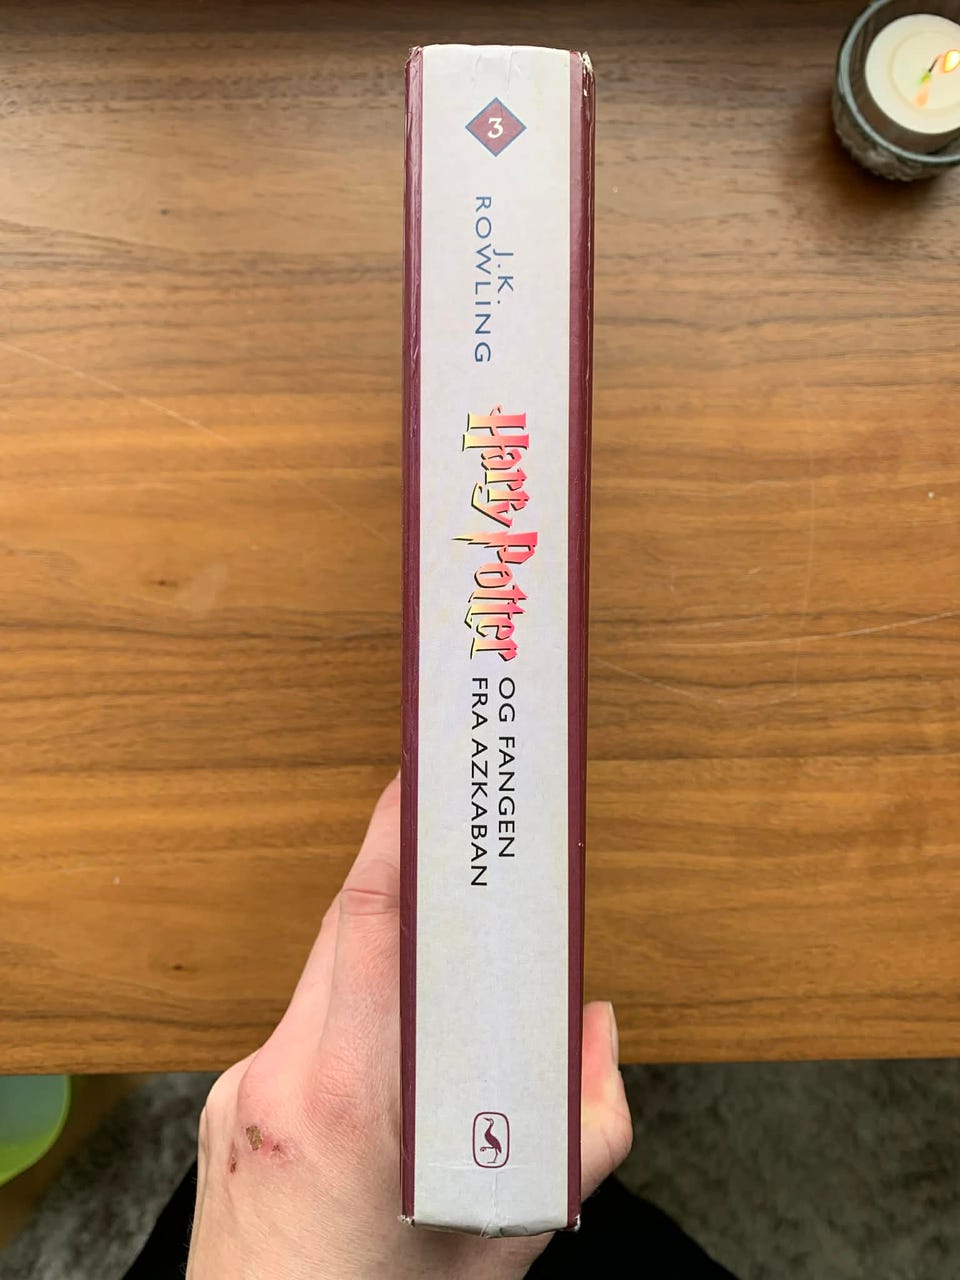 3
J.K.
ROWLING
Harry Potter
OG FANGEN
FRA AZKABAN